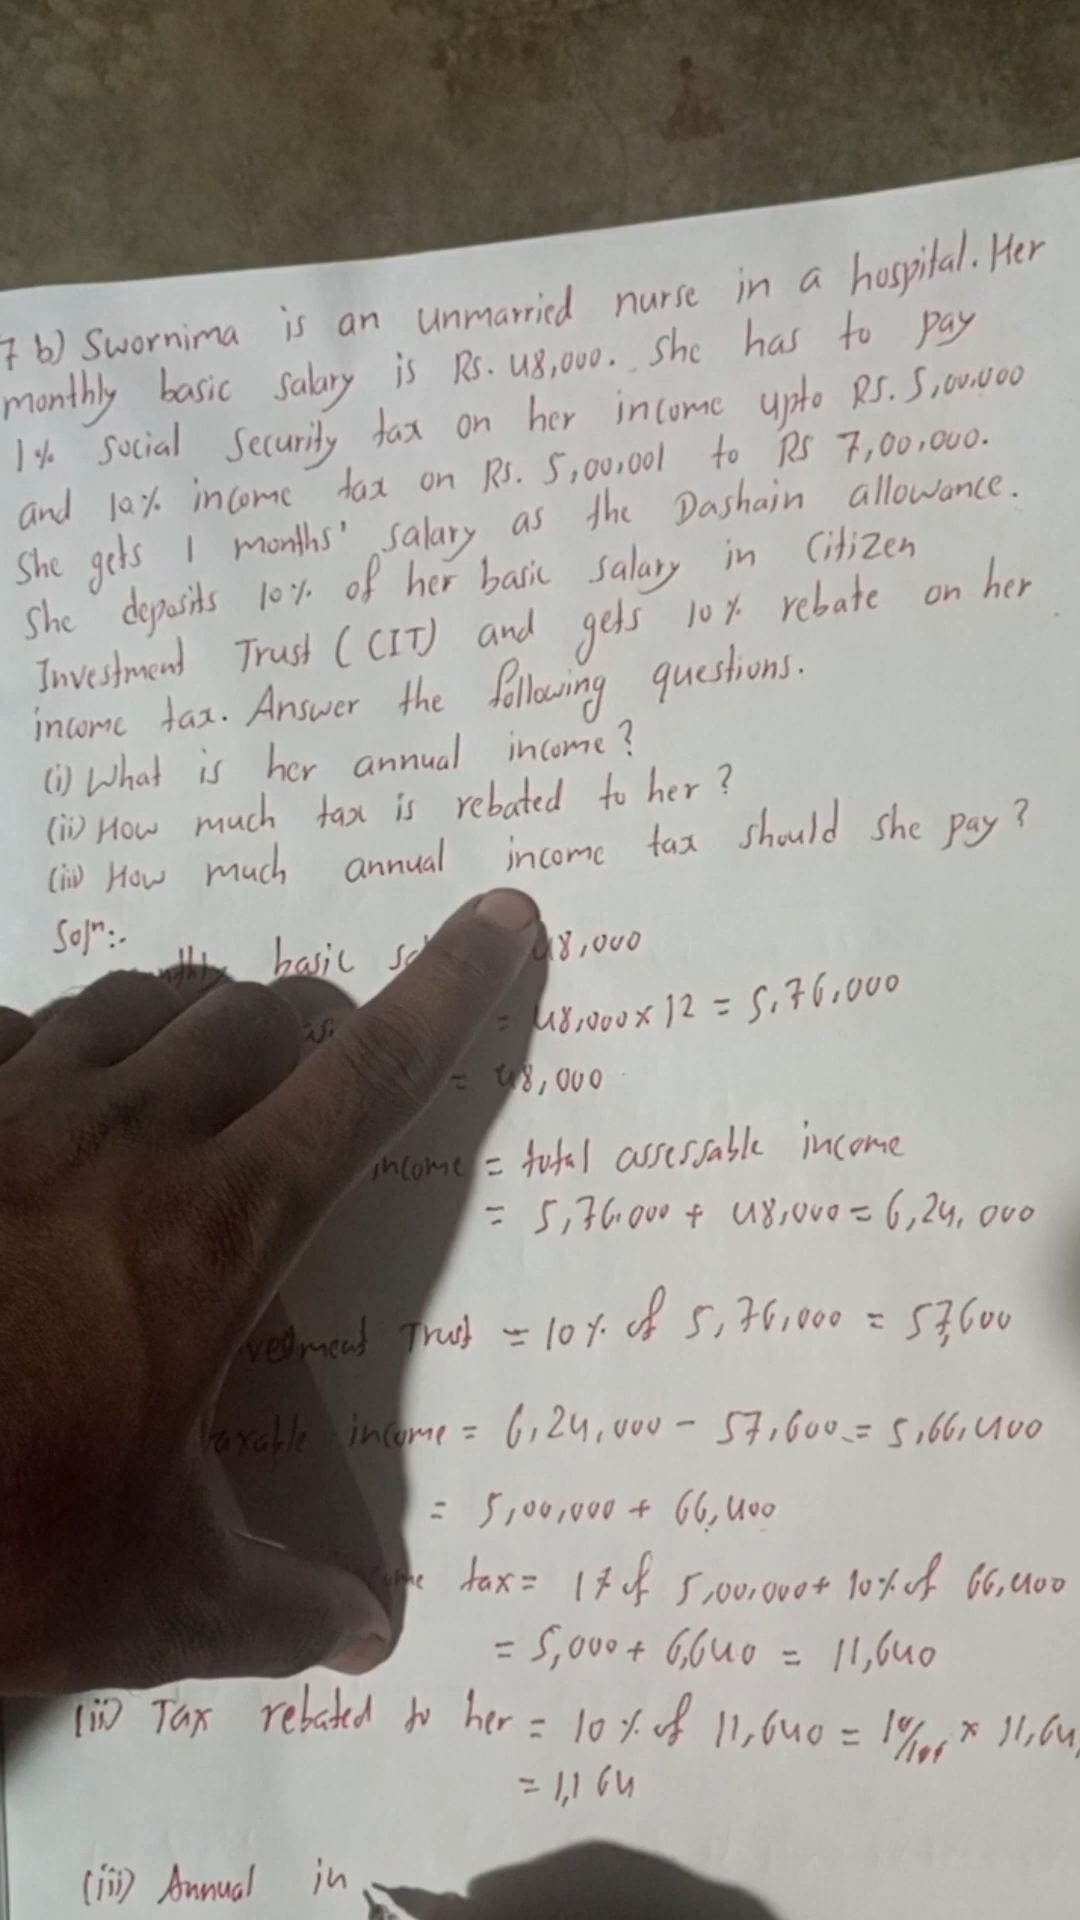 7 b) Swornima is an unmarried nurse in a hospital. Her
monthly basic salary is Rs. 48,000. She has to pay
1% social security tax on her income upto Rs. 5,00,000
and 10% income tax on Rs. 5,00,001 to Rs 7,00,000.
She gets 1 months' salary as the Dashain allowance.
She deposits 10% of her basic salary in Citizen
Investment Trust (CIT) and gets 10% rebate on her
income tax. Answer the following questions.
(i) What is her annual income?
(ii) How much tax is rebated to her?
(iii) How much annual income tax should she pay?
Solⁿ:-
basic 48,000
= 48,000 x 12 = 5,76,000
= 48,000
income = total assessable income
= 5,76,000 + 48,000 = 6,24,000
Trust = 10% of 5,76,000 = 57,600
income = 6,24,000 - 57,600 = 5,66,400
= 5,00,000 + 66,400
tax = 1% of 5,00,000 + 10% of 66,400
= 5,000 + 6,640 = 11,640
(ii) Tax rebated to her = 10% of 11,640 = 10/100 x 11,64
= 1,164
(iii) Annual in